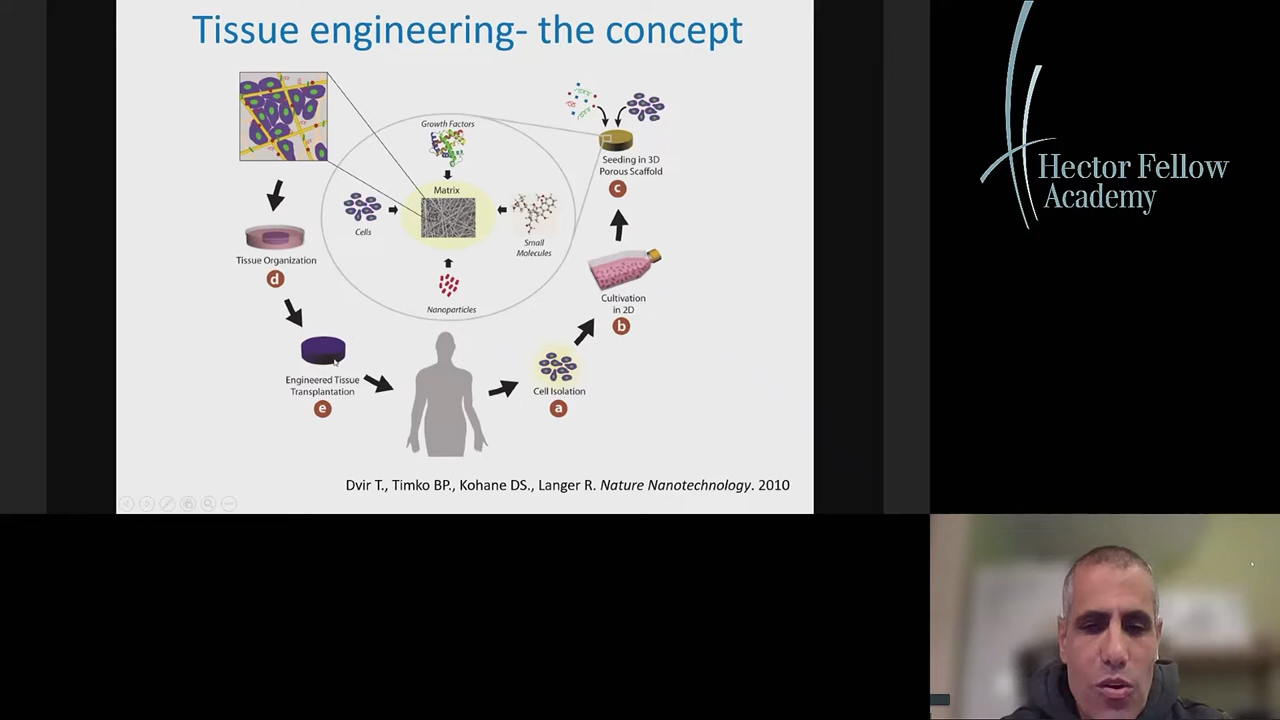 Tissue engineering- the concept
Growth Factors
Matrix
Cells
Small
Molecules
Nanoparticles
Seeding in 3D
Porous Scaffold
c
Cultivation
in 2D
b
Cell Isolation
a
Tissue Organization
d
Engineered Tissue
Transplantation
e
Dvir T., Timko BP., Kohane DS., Langer R. Nature Nanotechnology. 2010
Hector Fellow
Academy